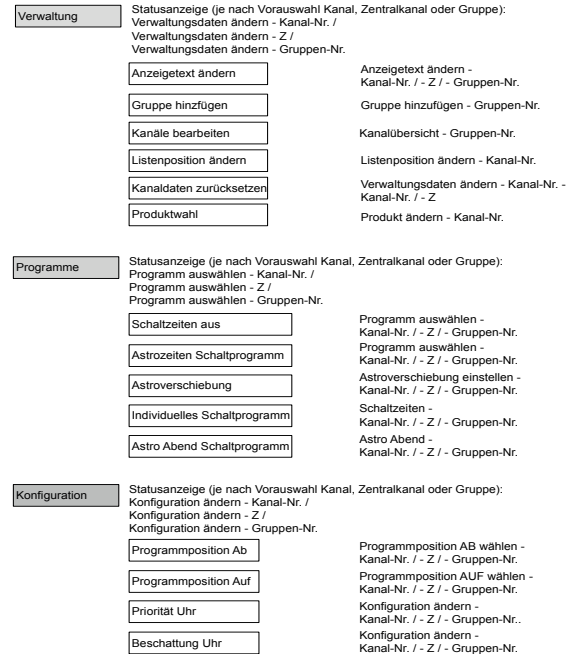 Verwaltung
Statusanzeige (je nach Vorauswahl Kanal, Zentralkanal oder Gruppe):
Verwaltungsdaten ändern - Kanal-Nr. /
Verwaltungsdaten ändern - Z /
Verwaltungsdaten ändern - Gruppen-Nr.
Anzeigetext ändern
Anzeigetext ändern -
Kanal-Nr. / - Z / - Gruppen-Nr.
Gruppe hinzfügen
Gruppe hinzufügen - Gruppen-Nr.
Kanäle bearbeiten
Kanalübersicht - Gruppen-Nr.
Listenposition ändern
Listenposition ändern - Kanal-Nr.
Kanaldaten zurücksetzen
Verwaltungsdaten ändern - Kanal-Nr. -
Kanal-Nr. / - Z
Produktwahl
Produkt ändern - Kanal-Nr.
Programme
Statusanzeige (je nach Vorauswahl Kanal, Zentralkanal oder Gruppe):
Programm auswählen - Kanal-Nr. /
Programm auswählen - Z /
Programm auswählen - Gruppen-Nr.
Schaltzeiten aus
Programm auswählen -
Kanal-Nr. / - Z / - Gruppen-Nr.
Astrozeiten Schaltprogramm
Programm auswählen -
Kanal-Nr. / - Z / - Gruppen-Nr.
Astroverschiebung
Astroverschiebung einstellen -
Kanal-Nr. / - Z / - Gruppen-Nr.
Individuelles Schaltprogramm
Schaltzeiten -
Kanal-Nr. / - Z / - Gruppen-Nr.
Astro Abend Schaltprogramm
Astro Abend -
Kanal-Nr. / - Z / - Gruppen-Nr.
Konfiguration
Statusanzeige (je nach Vorauswahl Kanal, Zentralkanal oder Gruppe):
Konfiguration ändern - Kanal-Nr. /
Konfiguration ändern - Z /
Konfiguration ändern - Gruppen-Nr.
Programmposition Ab
Programmposition AB wählen -
Kanal-Nr. / - Z / - Gruppen-Nr.
Programmposition Auf
Programmposition AUF wählen -
Kanal-Nr. / - Z / - Gruppen-Nr.
Priorität Uhr
Konfiguration ändern -
Kanal-Nr. / - Z / - Gruppen-Nr..
Beschattung Uhr
Konfiguration ändern -
Kanal-Nr. / - Z / - Gruppen-Nr.